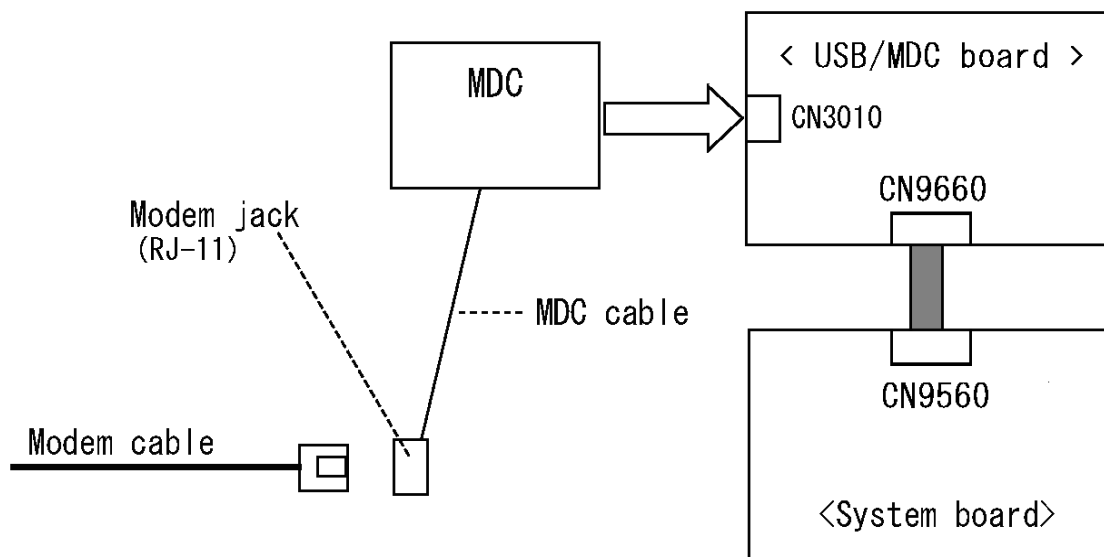 < USB/MDC board >
MDC
CN3010
CN9660
Modem jack
(RJ-11)
MDC cable
CN9560
Modem cable
<System board>